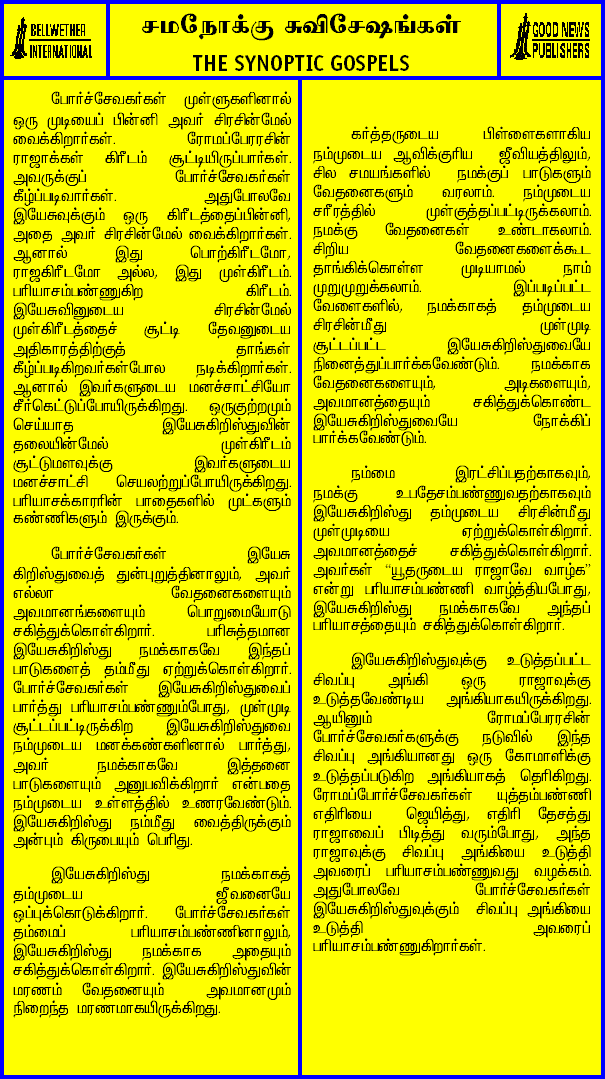 BELLWETHER
INTERNATIONAL
சமநோக்கு சுவிசேஷங்கள்
THE SYNOPTIC GOSPELS
GOOD NEWS
PUBLISHERS
போர்ச்சேவகர்கள் முள்ளுகளினால்
ஒரு முடியைப் பின்னி அவர் சிரசின்மேல்
வைக்கிறார்கள். ரோமப்பேரரசின்
ராஜாக்கள் கிரீடம் சூட்டியிருப்பார்கள்.
அவருக்குப் போர்ச்சேவகர்கள்
கீழ்ப்படிவார்கள். அதுபோலவே
இயேசுவுக்கும் ஒரு கிரீடத்தைப்பின்னி,
அதை அவர் சிரசின்மேல் வைக்கிறார்கள்.
ஆனால் இது பொற்கிரீடமோ,
ராஜகிரீடமோ அல்ல, இது முள்கிரீடம்.
பரியாசம்பண்ணுகிற கிரீடம்.
இயேசுவினுடைய சிரசின்மேல்
முள்கிரீடத்தைச் சூட்டி தேவனுடைய
அதிகாரத்திற்குத் தாங்கள்
கீழ்ப்படிகிறவர்கள்போல நடிக்கிறார்கள்.
ஆனால் இவர்களுடைய மனச்சாட்சியோ
சீர்கெட்டுப்போயிருக்கிறது. ஒருகுற்றமும்
செய்யாத இயேசுகிறிஸ்துவின்
தலையின்மேல் முள்கிரீடம்
சூட்டுமளவுக்கு இவர்களுடைய
மனச்சாட்சி செயலற்றுப்போயிருக்கிறது.
பரியாசக்காரரின் பாதைகளில் முட்களும்
கண்ணிகளும் இருக்கும்.
போர்ச்சேவகர்கள் இயேசு
கிறிஸ்துவைத் துன்புறுத்தினாலும், அவர்
எல்லா வேதனைகளையும்
அவமானங்களையும் பொறுமையோடு
சகித்துக்கொள்கிறார். பரிசுத்தமான
இயேசுகிறிஸ்து நமக்காகவே இந்தப்
பாடுகளைத் தம்மீது ஏற்றுக்கொள்கிறார்.
போர்ச்சேவகர்கள் இயேசுகிறிஸ்துவைப்
பார்த்து பரியாசம்பண்ணும்போது, முள்முடி
சூட்டப்பட்டிருக்கிற இயேசுகிறிஸ்துவை
நம்முடைய மனக்கண்களினால் பார்த்து,
அவர் நமக்காகவே இத்தனை
பாடுகளையும் அனுபவிக்கிறார் என்பதை
நம்முடைய உள்ளத்தில் உணரவேண்டும்.
இயேசுகிறிஸ்து நம்மீது வைத்திருக்கும்
அன்பும் கிருபையும் பெரிது.
இயேசுகிறிஸ்து நமக்காகத்
தம்முடைய ஜீவனையே
ஒப்புக்கொடுக்கிறார். போர்ச்சேவகர்கள்
தம்மைப் பரியாசம்பண்ணினாலும்,
இயேசுகிறிஸ்து நமக்காக அதையும்
சகித்துக்கொள்கிறார். இயேசுகிறிஸ்துவின்
மரணம் வேதனையும் அவமானமும்
நிறைந்த மரணமாகயிருக்கிறது.
கர்த்தருடைய பிள்ளைகளாகிய
நம்முடைய ஆவிக்குரிய ஜீவியத்திலும்,
சில சமயங்களில் நமக்குப் பாடுகளும்
வேதனைகளும் வரலாம். நம்முடைய
சரீரத்தில் முள்குத்தப்பட்டிருக்கலாம்.
நமக்கு வேதனைகள் உண்டாகலாம்.
சிறிய வேதனைகளைக்கூட
தாங்கிக்கொள்ள முடியாமல் நாம்
முறுமுறுக்கலாம். இப்படிப்பட்ட
வேளைகளில், நமக்காகத் தம்முடைய
சிரசின்மீது முள்முடி
சூட்டப்பட்ட இயேசுகிறிஸ்துவையே
நினைத்துப்பார்க்கவேண்டும். நமக்காக
வேதனைகளையும், அடிகளையும்,
அவமானத்தையும் சகித்துக்கொண்ட
இயேசுகிறிஸ்துவையே நோக்கிப்
பார்க்கவேண்டும்.
நம்மை இரட்சிப்பதற்காகவும்,
நமக்கு உபதேசம்பண்ணுவதற்காகவும்
இயேசுகிறிஸ்து தம்முடைய சிரசின்மீது
முள்முடியை ஏற்றுக்கொள்கிறார்.
அவமானத்தைச் சகித்துக்கொள்கிறார்.
அவர்கள் “யூதருடைய ராஜாவே வாழ்க”
என்று பரியாசம்பண்ணி வாழ்த்தியபோது,
இயேசுகிறிஸ்து நமக்காகவே அந்தப்
பரியாசத்தையும் சகித்துக்கொள்கிறார்.
இயேசுகிறிஸ்துவுக்கு உடுத்தப்பட்ட
சிவப்பு அங்கி ஒரு ராஜாவுக்கு
உடுத்தவேண்டிய அங்கியாகயிருக்கிறது.
ஆயினும் ரோமப்பேரரசின்
போர்ச்சேவகர்களுக்கு நடுவில் இந்த
சிவப்பு அங்கியானது ஒரு கோமாளிக்கு
உடுத்தப்படுகிற அங்கியாகத் தெரிகிறது.
ரோமப்போர்ச்சேவகர்கள் யுத்தம்பண்ணி
எதிரியை ஜெயித்து, எதிரி தேசத்து
ராஜாவைப் பிடித்து வரும்போது, அந்த
ராஜாவுக்கு சிவப்பு அங்கியை உடுத்தி
அவரைப் பரியாசம்பண்ணுவது வழக்கம்.
அதுபோலவே போர்ச்சேவகர்கள்
இயேசுகிறிஸ்துவுக்கும் சிவப்பு அங்கியை
உடுத்தி அவரைப்
பரியாசம்பண்ணுகிறார்கள்.